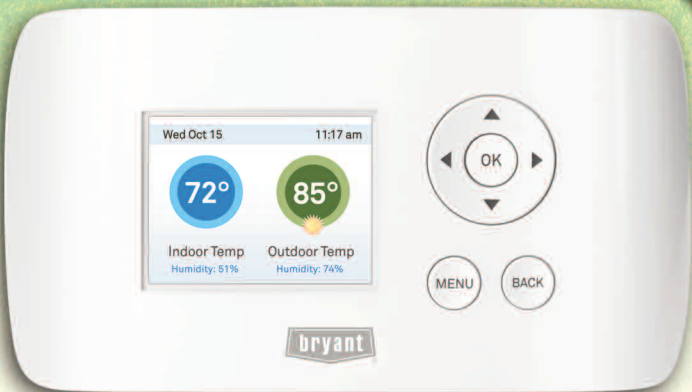 Wed Oct 15 11:17 am
72° 85°
Indoor Temp Outdoor Temp
Humidity: 51% Humidity: 74%
OK
MENU BACK
bryant